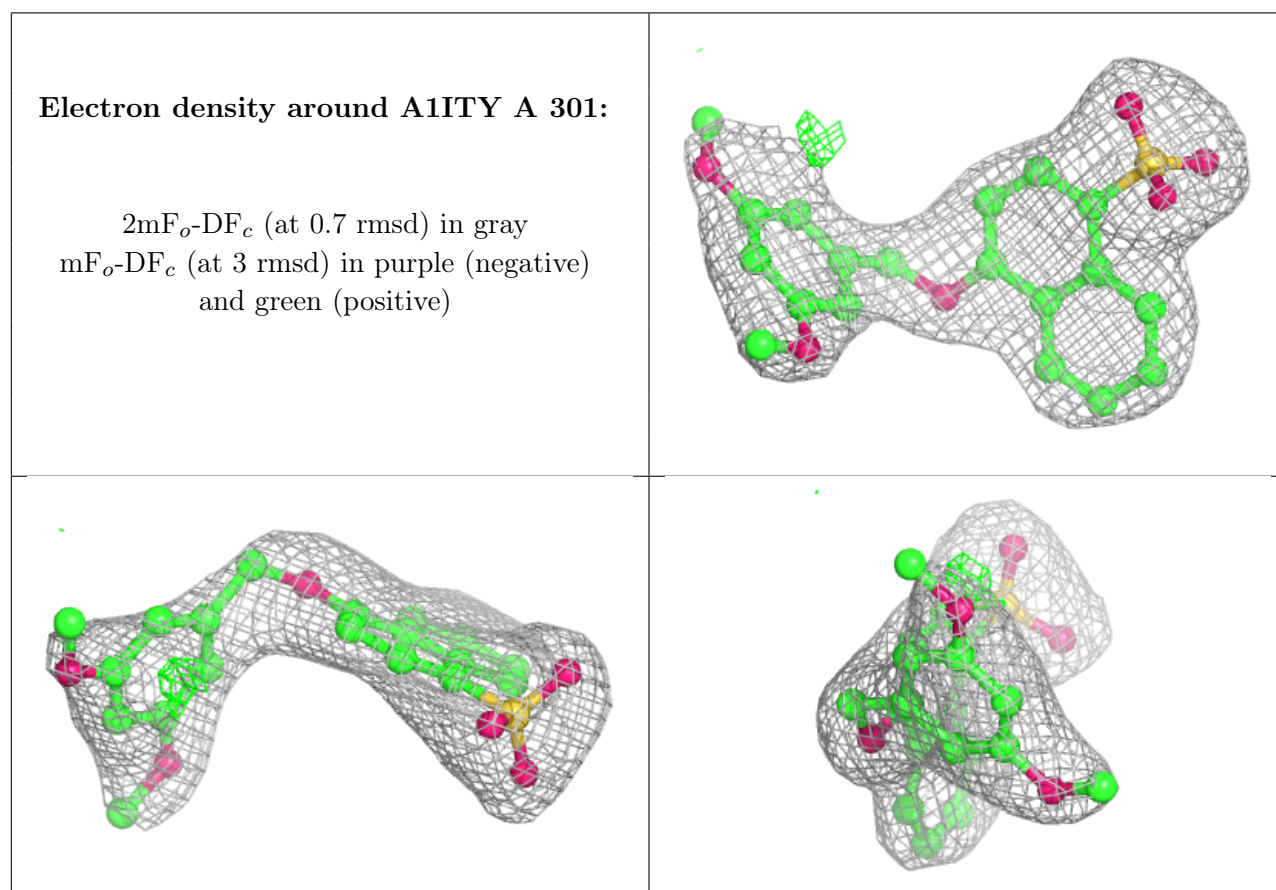 Electron density around A1ITY A 301:
2mFo-DFc (at 0.7 rmsd) in gray
mFo-DFc (at 3 rmsd) in purple (negative)
and green (positive)